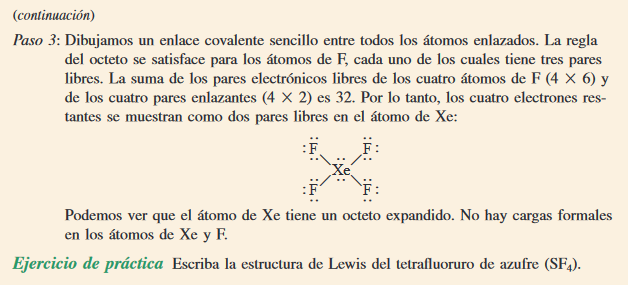 (continuación)
Paso 3: Dibujamos un enlace covalente sencillo entre todos los átomos enlazados. La regla
del octeto se satisface para los átomos de F, cada uno de los cuales tiene tres pares
libres. La suma de los pares electrónicos libres de los cuatro átomos de F (4 × 6) y
de los cuatro pares enlazantes (4 × 2) es 32. Por lo tanto, los cuatro electrones res-
tantes se muestran como dos pares libres en el átomo de Xe:
F F
Xe
F F
Podemos ver que el átomo de Xe tiene un octeto expandido. No hay cargas formales
en los átomos de Xe y F.
Ejercicio de práctica Escriba la estructura de Lewis del tetrafluoruro de azufre (SF₄).